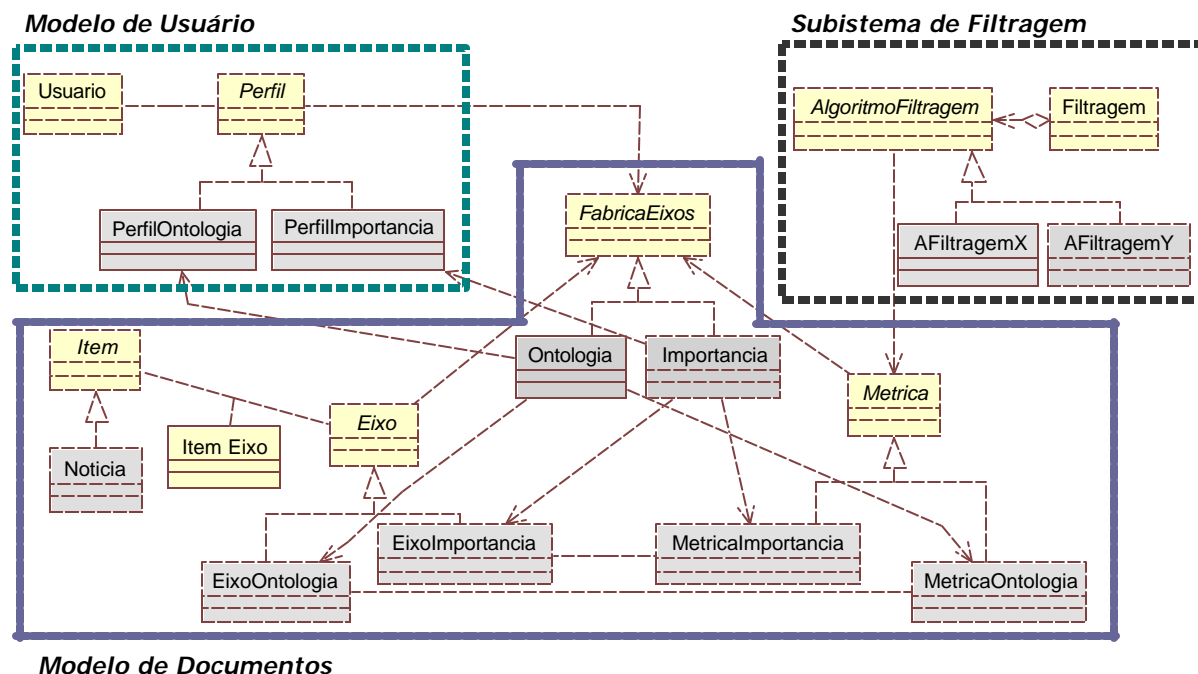 Modelo de Usuário
Subistema de Filtragem
Usuario
Perfil
AlgoritmoFiltragem
Filtragem
PerfilOntologia
PerfilImportancia
FabricaEixos
AFiltragemX
AFiltragemY
Item
Ontologia
Importancia
Metrica
Eixo
Item Eixo
Noticia
EixoImportancia
MetricaImportancia
EixoOntologia
MetricaOntologia
Modelo de Documentos